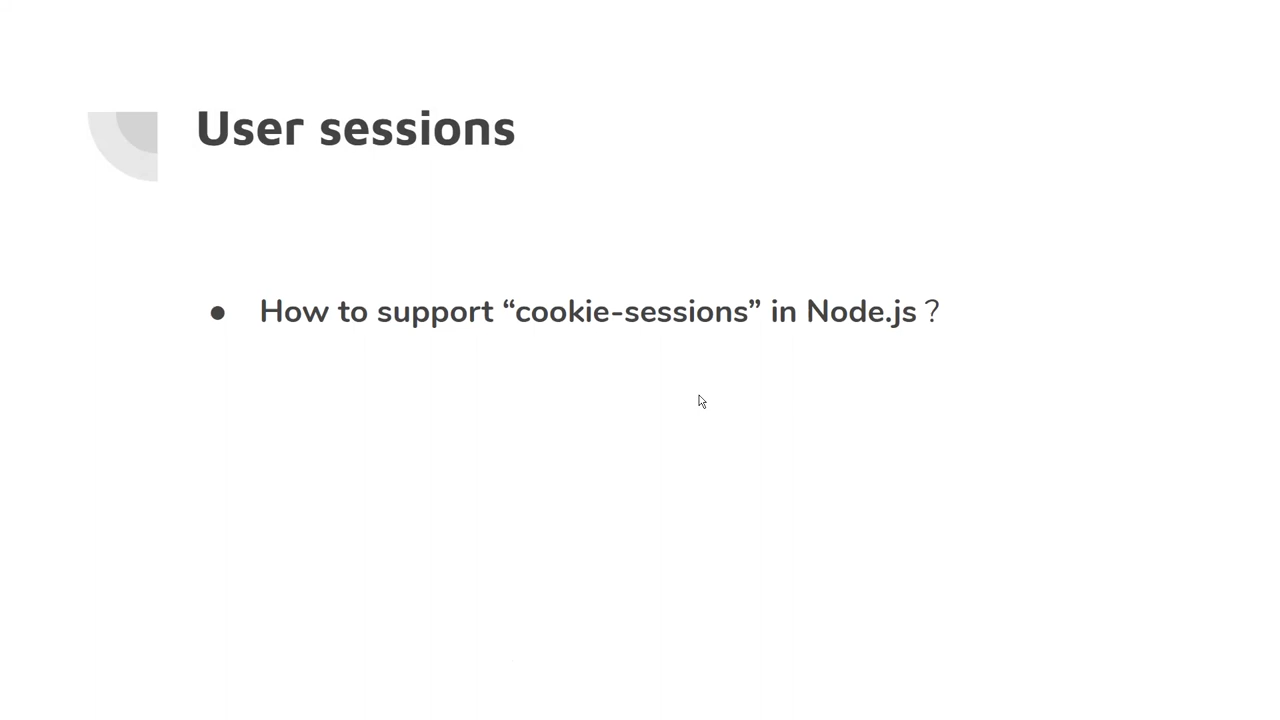 User sessions
● How to support “cookie-sessions” in Node.js ?